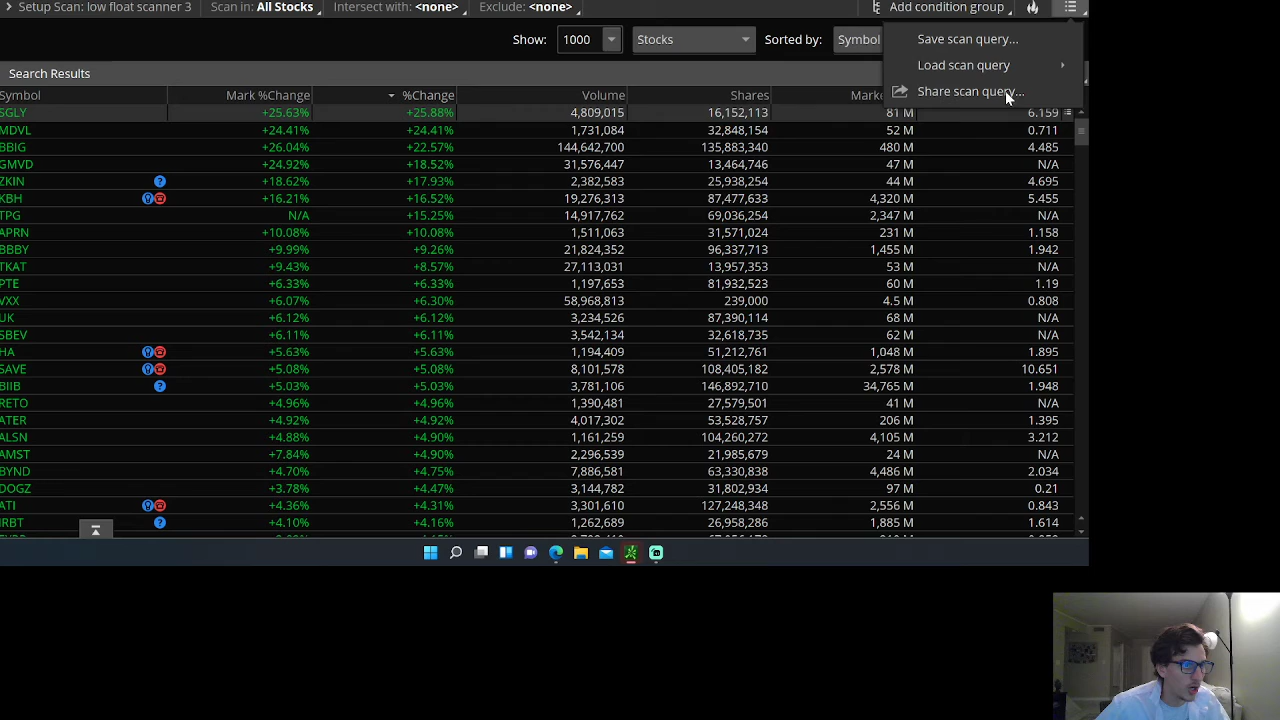 Setup Scan: low float scanner 3 Scan in: All Stocks Intersect with: <none> Exclude: <none> Add condition group
Show: 1000 Stocks Sorted by: Symbol
Save scan query...
Load scan query
Share scan query...
Search Results
Symbol Mark %Change %Change Volume Shares Marke
SGLY +25.63% +25.88% 4,809,015 16,152,113 81 M 6.159
MDVL +24.41% +24.41% 1,731,084 32,848,154 52 M 0.711
BBIG +26.04% +22.57% 144,642,700 135,883,340 480 M 4.485
GMVD +24.92% +18.52% 31,576,447 13,464,746 47 M N/A
ZKIN +18.62% +17.93% 2,382,583 25,938,254 44 M 4.695
KBH +16.21% +16.52% 19,276,313 87,477,633 4,320 M 5.455
TPG N/A +15.25% 14,917,762 69,036,254 2,347 M N/A
APRN +10.08% +10.08% 1,511,063 31,571,024 231 M 1.158
BBBY +9.99% +9.26% 21,824,352 96,337,713 1,455 M 1.942
TKAT +9.43% +8.57% 27,113,031 13,957,353 53 M N/A
PTE +6.33% +6.33% 1,197,653 81,932,523 60 M 1.19
VXX +6.07% +6.30% 58,968,813 239,000 4.5 M 0.808
UK +6.12% +6.12% 3,234,526 87,390,114 68 M N/A
SBEV +6.11% +6.11% 3,542,134 32,618,735 62 M N/A
HA +5.63% +5.63% 1,194,409 51,212,761 1,048 M 1.895
SAVE +5.08% +5.08% 8,101,578 108,405,182 2,578 M 10.651
BIIB +5.03% +5.03% 3,781,106 146,892,710 34,765 M 1.948
RETO +4.96% +4.96% 1,390,481 27,579,501 41 M N/A
ATER +4.92% +4.92% 4,017,302 53,528,757 206 M 1.395
ALSN +4.88% +4.90% 1,161,259 104,260,272 4,105 M 3.212
AMST +7.84% +4.90% 2,296,539 21,985,679 24 M N/A
BYND +4.70% +4.75% 7,886,581 63,330,838 4,486 M 2.034
DOGZ +3.78% +4.47% 3,144,782 31,802,934 97 M 0.21
ATI +4.36% +4.31% 3,301,610 127,248,348 2,556 M 0.843
IRBT +4.10% +4.16% 1,262,689 26,958,286 1,885 M 1.614